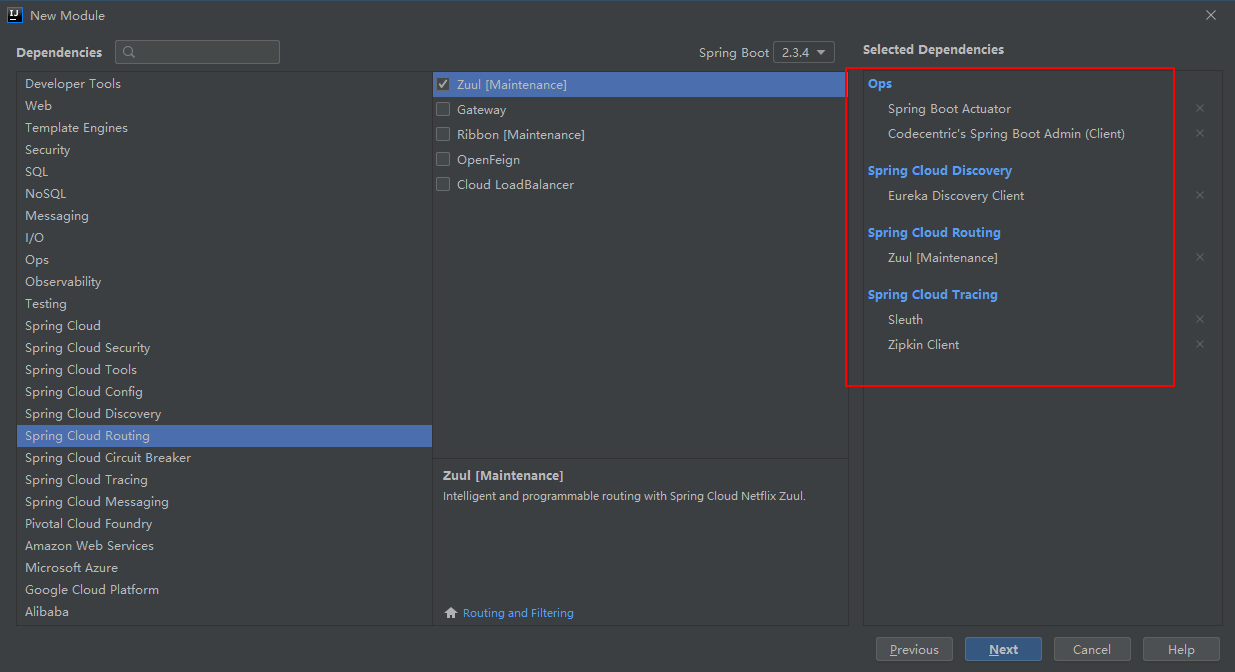 New Module
Dependencies
Spring Boot
2.3.4
Developer Tools
Web
Template Engines
Security
SQL
NoSQL
Messaging
I/O
Ops
Observability
Testing
Spring Cloud
Spring Cloud Security
Spring Cloud Tools
Spring Cloud Config
Spring Cloud Discovery
Spring Cloud Routing
Spring Cloud Circuit Breaker
Spring Cloud Tracing
Spring Cloud Messaging
Pivotal Cloud Foundry
Amazon Web Services
Microsoft Azure
Google Cloud Platform
Alibaba
Zuul [Maintenance]
Gateway
Ribbon [Maintenance]
OpenFeign
Cloud LoadBalancer
Zuul [Maintenance]
Intelligent and programmable routing with Spring Cloud Netflix Zuul.
Routing and Filtering
Selected Dependencies
Ops
Spring Boot Actuator
Codecentric's Spring Boot Admin (Client)
Spring Cloud Discovery
Eureka Discovery Client
Spring Cloud Routing
Zuul [Maintenance]
Spring Cloud Tracing
Sleuth
Zipkin Client
Previous
Next
Cancel
Help